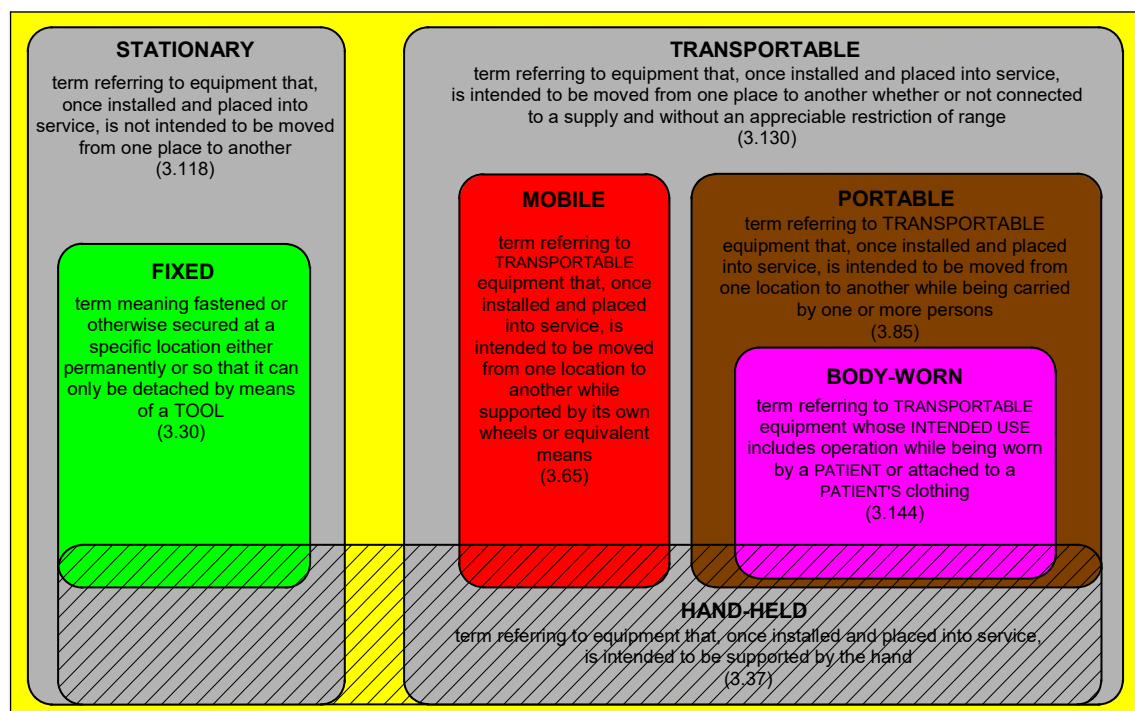 STATIONARY
term referring to equipment that,
once installed and placed into
service, is not intended to be moved
from one place to another
(3.118)
FIXED
term meaning fastened or
otherwise secured at a
specific location either
permanently or so that it can
only be detached by means
of a TOOL
(3.30)
TRANSPORTABLE
term referring to equipment that, once installed and placed into service,
is intended to be moved from one place to another whether or not connected
to a supply and without an appreciable restriction of range
(3.130)
MOBILE
term referring to
TRANSPORTABLE
equipment that, once
installed and placed
into service, is
intended to be moved
from one location to
another while
supported by its own
wheels or equivalent
means
(3.65)
PORTABLE
term referring to TRANSPORTABLE
equipment that, once installed and placed
into service, is intended to be moved from
one location to another while being carried
by one or more persons
(3.85)
BODY-WORN
term referring to TRANSPORTABLE
equipment whose INTENDED USE
includes operation while being worn
by a PATIENT or attached to a
PATIENT'S clothing
(3.144)
HAND-HELD
term referring to equipment that, once installed and placed into service,
is intended to be supported by the hand
(3.37)